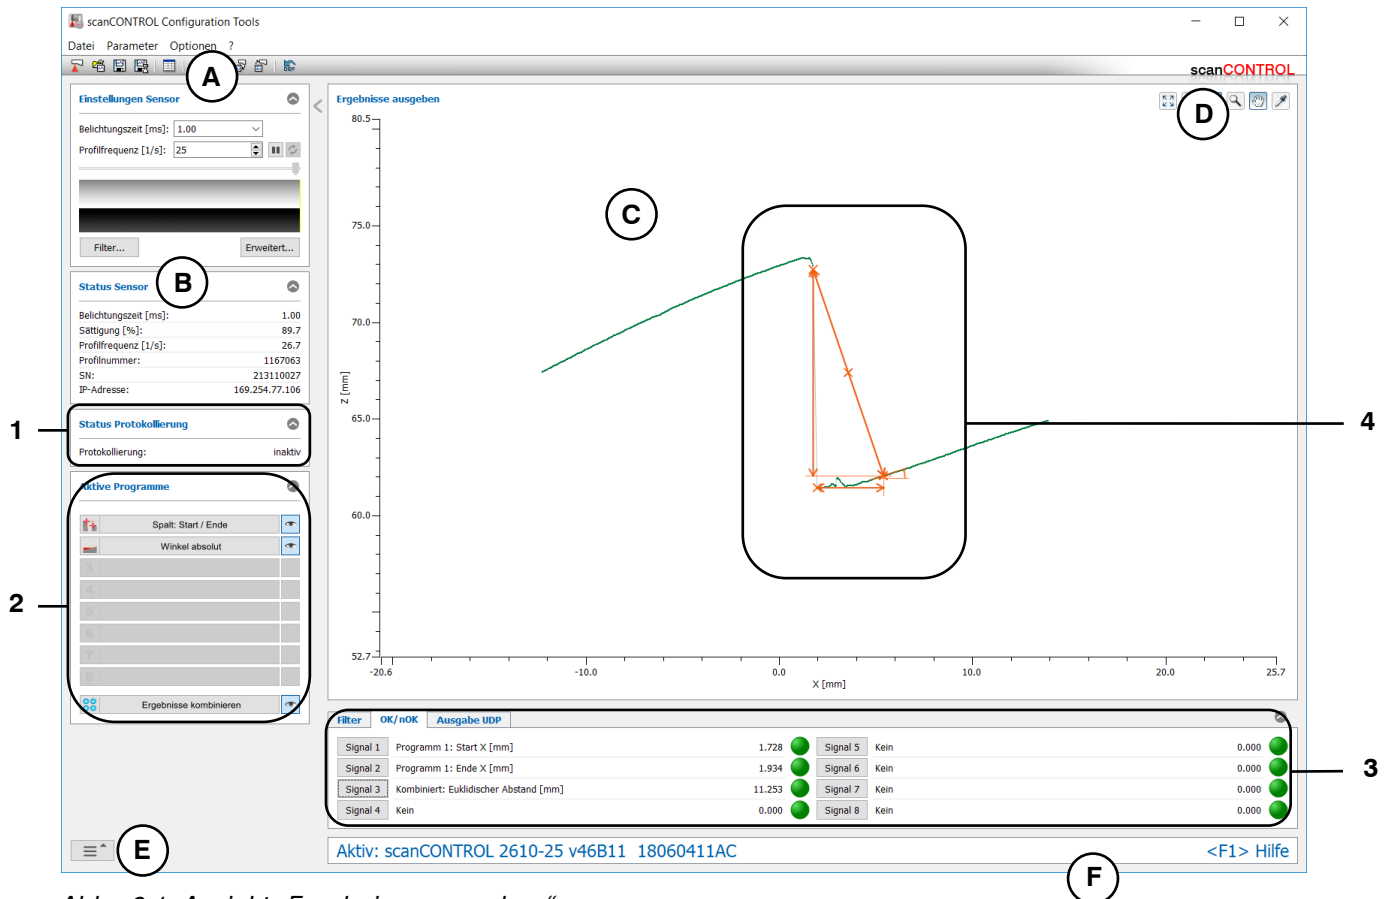 scanCONTROL Configuration Tools
Datei Parameter Optionen ?
A
scanCONTROL
Einstellungen Sensor
Belichtungszeit [ms]: 1.00
Profilfrequenz [1/s]: 25
Filter... Erweitert...
B
Status Sensor
Belichtungszeit [ms]: 1.00
Sättigung [%]: 89.7
Profilfrequenz [1/s]: 26.7
Profilnummer: 1167063
SN: 213110027
IP-Adresse: 169.254.77.106
1
Status Protokollierung
Protokollierung: inaktiv
2
Aktive Programme
Spalt: Start / Ende
Winkel absolut
3
4
5
6
7
8
Ergebnisse kombinieren
E
Ergebnisse ausgeben
D
C
80.5
75.0
70.0
65.0
60.0
52.7
Z [mm]
-20.6 -10.0 0.0 10.0 20.0 25.7
X [mm]
4
Filter OK/nOK Ausgabe UDP
Signal 1 Programm 1: Start X [mm] 1.728 Signal 5 Kein 0.000
Signal 2 Programm 1: Ende X [mm] 1.934 Signal 6 Kein 0.000
Signal 3 Kombiniert: Euklidischer Abstand [mm] 11.253 Signal 7 Kein 0.000
Signal 4 Kein 0.000 Signal 8 Kein 0.000
3
Aktiv: scanCONTROL 2610-25 v46B11 18060411AC <F1> Hilfe
F